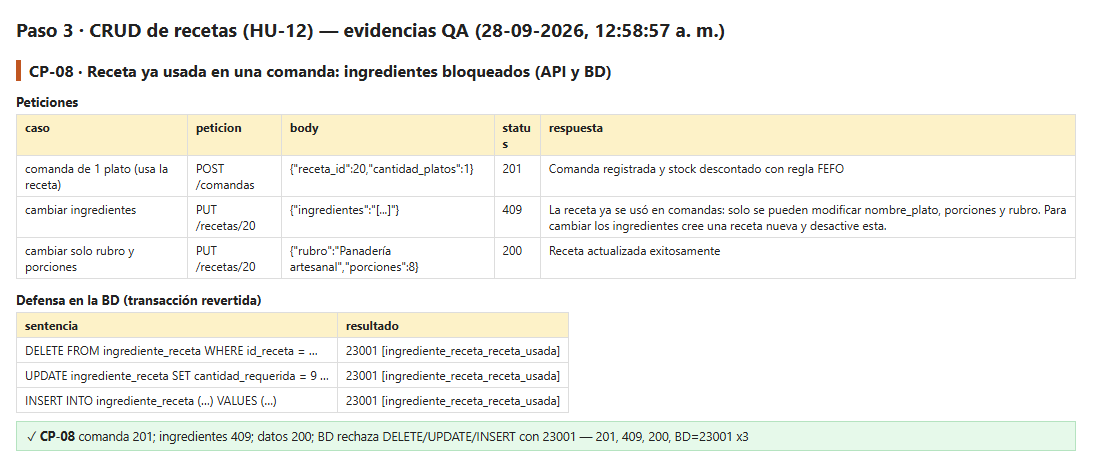 Paso 3 · CRUD de recetas (HU-12) — evidencias QA (28-09-2026, 12:58:57 a. m.)
CP-08 · Receta ya usada en una comanda: ingredientes bloqueados (API y BD)
Peticiones
caso peticion body statu
s respuesta
comanda de 1 plato (usa la
receta) POST
/comandas {"receta_id":20,"cantidad_platos":1} 201 Comanda registrada y stock descontado con regla FEFO
cambiar ingredientes PUT
/recetas/20 {"ingredientes":"[...]"} 409 La receta ya se usó en comandas: solo se pueden modificar nombre_plato, porciones y rubro. Para
cambiar los ingredientes cree una receta nueva y desactive esta.
cambiar solo rubro y
porciones PUT
/recetas/20 {"rubro":"Panadería
artesanal","porciones":8} 200 Receta actualizada exitosamente
Defensa en la BD (transacción revertida)
sentencia resultado
DELETE FROM ingrediente_receta WHERE id_receta = ... 23001 [ingrediente_receta_receta_usada]
UPDATE ingrediente_receta SET cantidad_requerida = 9 ... 23001 [ingrediente_receta_receta_usada]
INSERT INTO ingrediente_receta (...) VALUES (...) 23001 [ingrediente_receta_receta_usada]
✓ CP-08 comanda 201; ingredientes 409; datos 200; BD rechaza DELETE/UPDATE/INSERT con 23001 — 201, 409, 200, BD=23001 x3